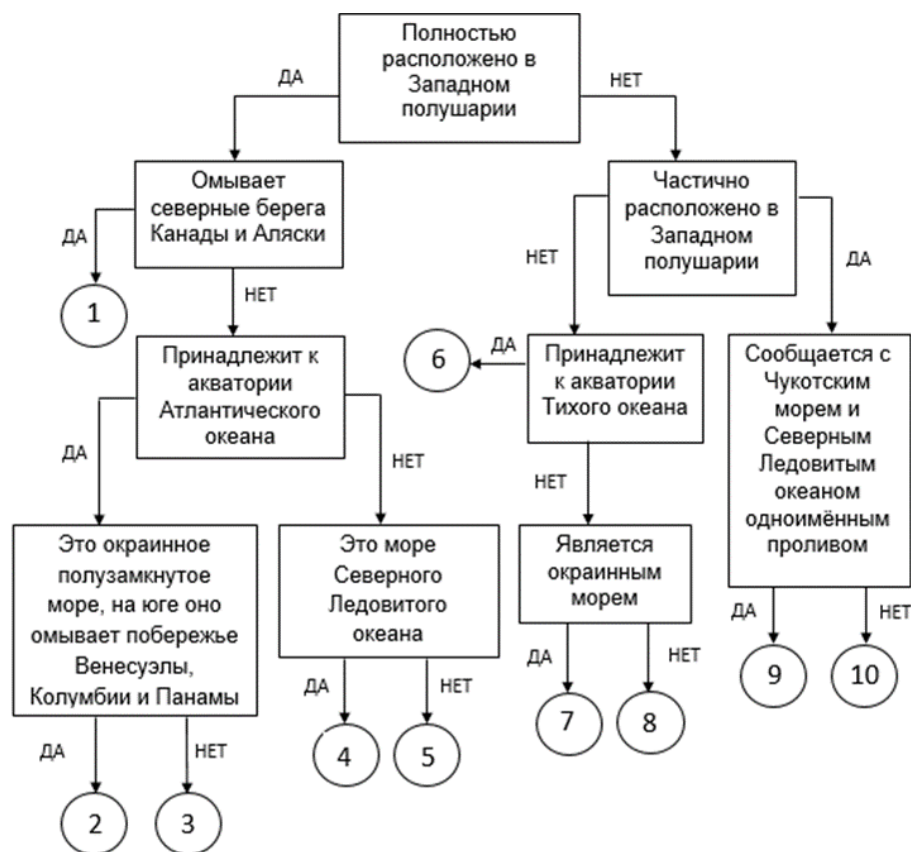 Полностью
расположено в
Западном
полушарии
ДА
НЕТ
Омывает
северные берега
Канады и Аляски
Частично
расположено в
Западном
полушарии
ДА
НЕТ
НЕТ
ДА
1
Принадлежит к
акватории
Атлантического
океана
6
ДА
Принадлежит
к акватории
Тихого океана
Сообщается с
Чукотским
морем и
Северным
Ледовитым
океаном
одноимённым
проливом
ДА
НЕТ
НЕТ
Это окраинное
полузамкнутое
море, на юге оно
омывает побережье
Венесуэлы,
Колумбии и Панамы
Это море
Северного
Ледовитого
океана
Является
окраинным
морем
ДА
НЕТ
ДА
НЕТ
ДА
НЕТ
ДА
НЕТ
2
3
4
5
7
8
9
10